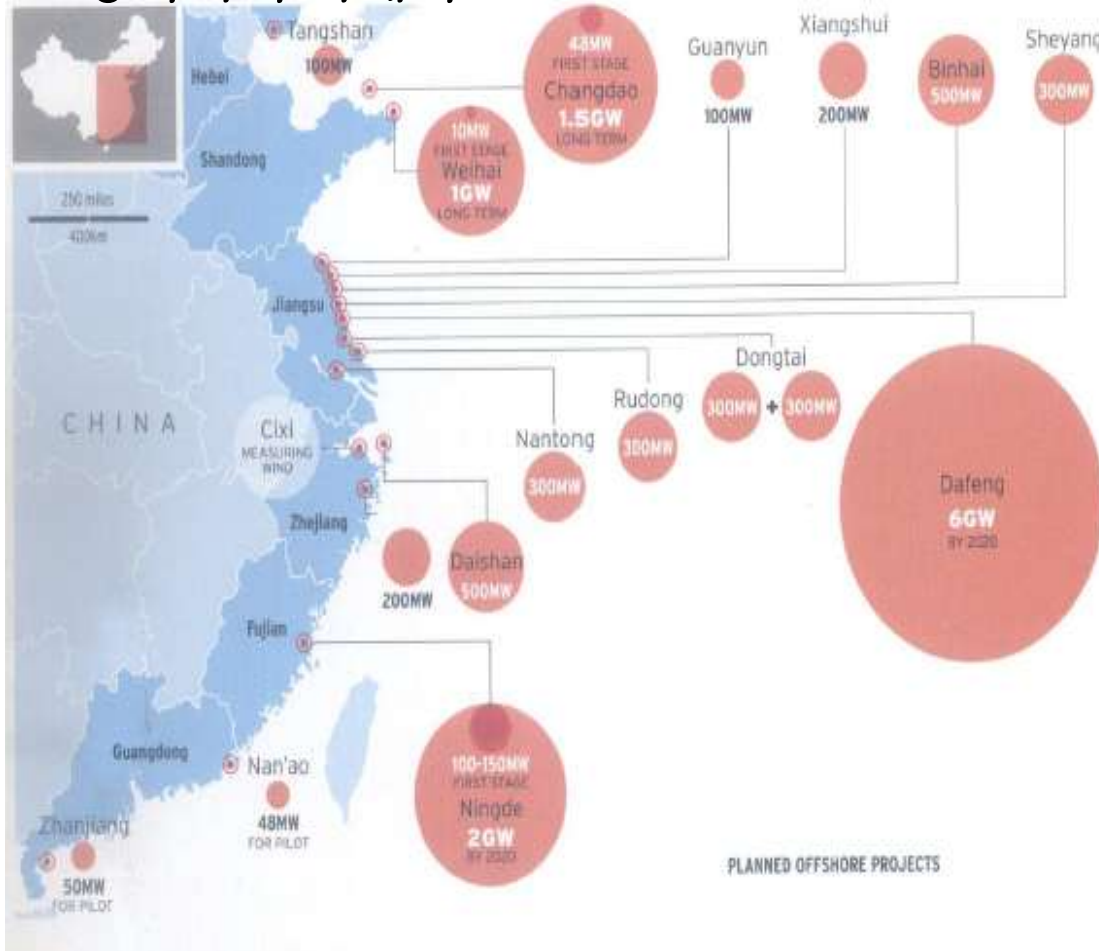 Tangshan
100MW
Hebei
Shandong
250 miles
400km
48MW
FIRST STAGE
Changdao
1.5GW
LONG TERM
10MW
FIRST STAGE
Weihai
1GW
LONG TERM
Guanyun
100MW
Xiangshui
200MW
Binhai
500MW
Sheyang
300MW
Jiangsu
CHINA
Cixi
MEASURING
WIND
Zhejiang
Dongtai
300MW + 300MW
Rudong
300MW
Nantong
300MW
Dafeng
6GW
BY 2020
200MW
Daishan
500MW
Fujian
Guangdong
100-150MW
FIRST STAGE
Ningde
2GW
BY 2020
Nan'ao
48MW
FOR PILOT
Zhanjiang
50MW
FOR PILOT
PLANNED OFFSHORE PROJECTS